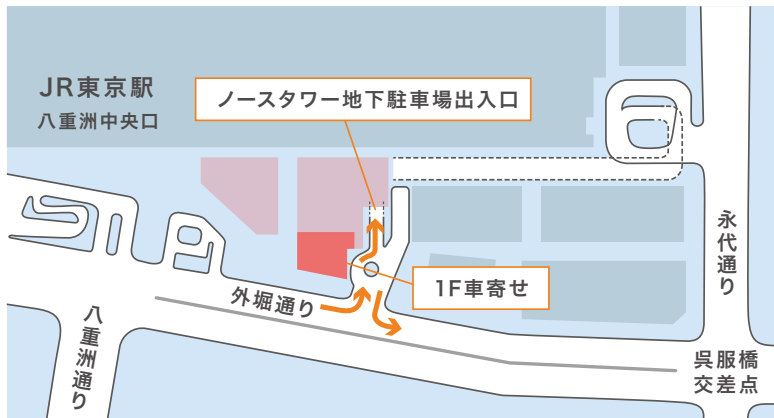 JR東京駅
八重洲中央口
ノースタワー地下駐車場出入口
1F車寄せ
外堀通り
八重洲通り
永代通り
呉服橋
交差点